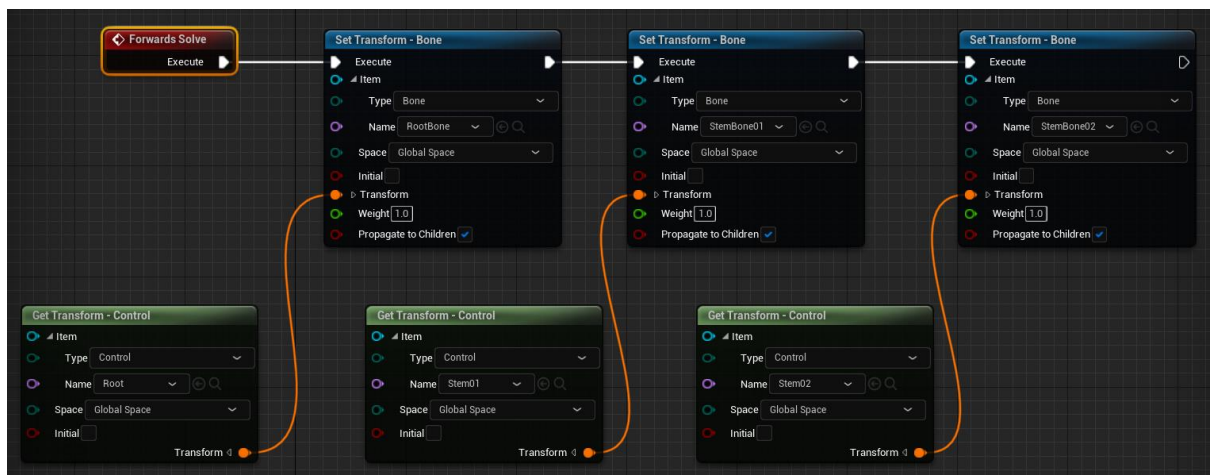 Forwards Solve
Execute
Set Transform - Bone
Execute
Item
Type Bone
Name RootBone
Space Global Space
Initial
Transform
Weight 1.0
Propagate to Children
Set Transform - Bone
Execute
Item
Type Bone
Name StemBone01
Space Global Space
Initial
Transform
Weight 1.0
Propagate to Children
Set Transform - Bone
Execute
Item
Type Bone
Name StemBone02
Space Global Space
Initial
Transform
Weight 1.0
Propagate to Children
Get Transform - Control
Item
Type Control
Name Root
Space Global Space
Initial
Transform
Get Transform - Control
Item
Type Control
Name Stem01
Space Global Space
Initial
Transform
Get Transform - Control
Item
Type Control
Name Stem02
Space Global Space
Initial
Transform